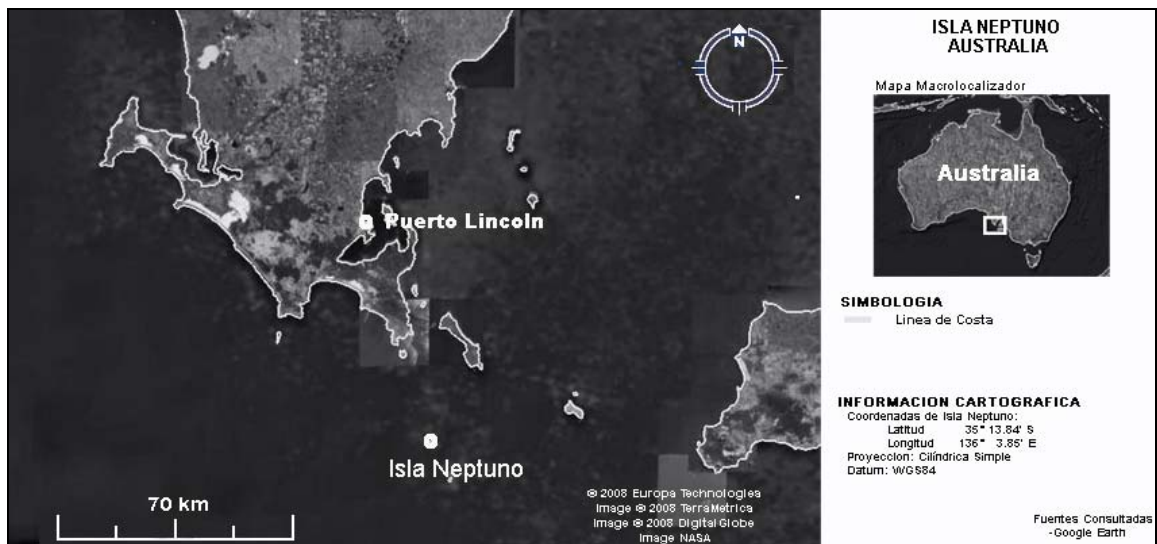 N
Puerto Lincoln
Isla Neptuno
70 km
© 2008 Europa Technologies
Image © 2008 TerraMetrica
Image © 2008 DigitalGlobe
Image NASA
ISLA NEPTUNO
AUSTRALIA
Mapa Macrolocalizador
Australia
SIMBOLOGIA
Linea de Costa
INFORMACION CARTOGRAFICA
Coordenadas de Isla Neptuno:
Latitud 35° 13.84' S
Longitud 136° 3.85' E
Proyeccion: Cilíndrica Simple
Datum: WGS84
Fuentes Consultadas
-Google Earth